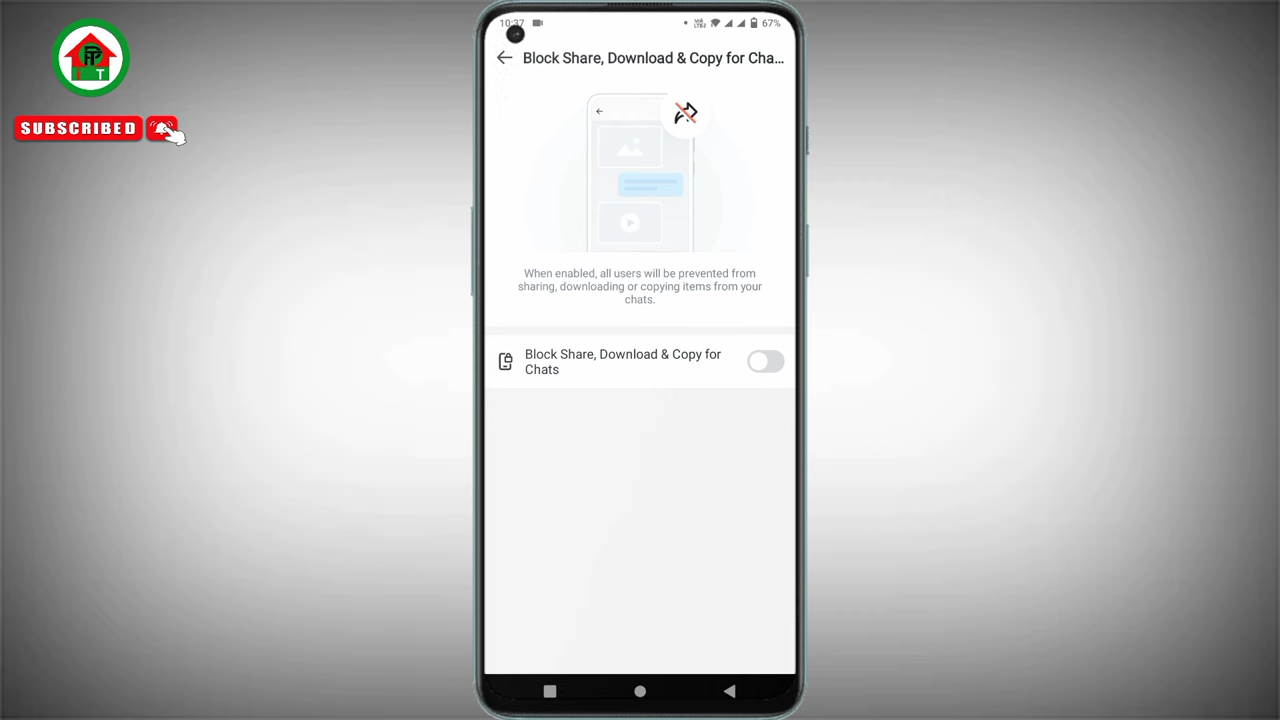 10:37
67%
Block Share, Download & Copy for Cha...
SUBSCRIBED
When enabled, all users will be prevented from
sharing, downloading or copying items from your
chats.
Block Share, Download & Copy for
Chats